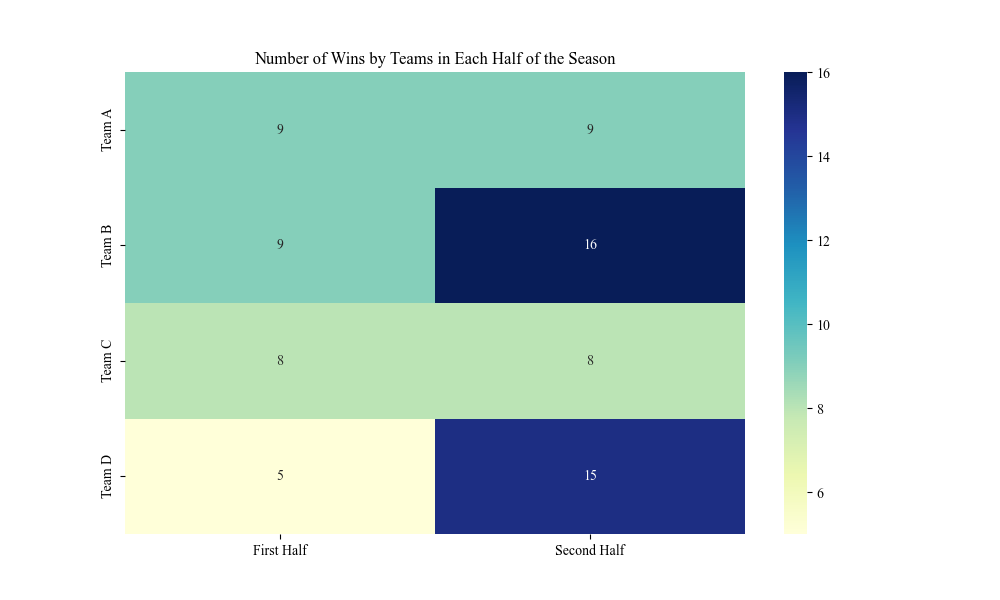 Number of Wins by Teams in Each Half of the Season
Team A
9
9
Team B
9
16
Team C
8
8
Team D
5
15
First Half
Second Half
16
14
12
10
8
6